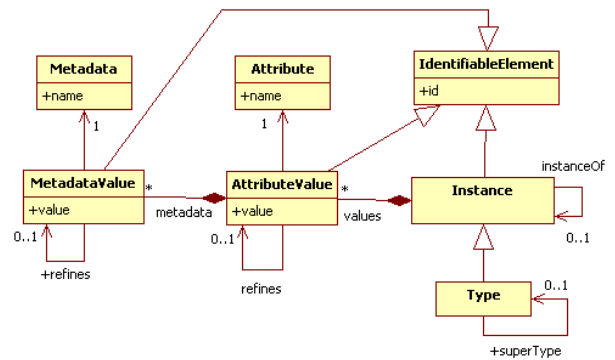 Metadata
+name
Attribute
+name
IdentifiableElement
+id
1
1
instanceOf
MetadataValue
+value
*
metadata
AttributeValue
+value
*
values
Instance
0..1
0..1
0..1
+refines
refines
Type
0..1
+superType